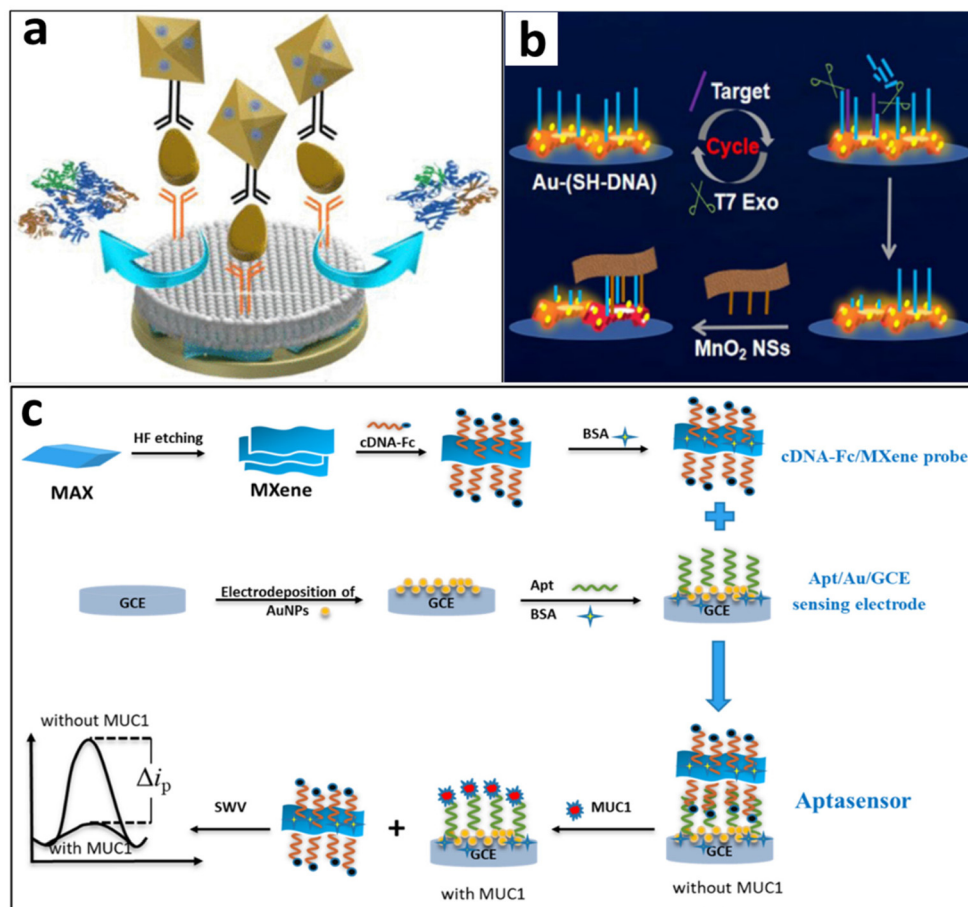 a
b
Target
Cycle
Au-(SH-DNA)
T7 Exo
MnO₂ NSs
c
HF etching
cDNA-Fc
BSA
MAX
MXene
cDNA-Fc/MXene probe
Electrodeposition of
AuNPs
Apt
BSA
GCE
GCE
GCE
Apt/Au/GCE
sensing electrode
without MUC1
Δiₚ
with MUC1
SWV
MUC1
GCE
GCE
Aptasensor
with MUC1
without MUC1